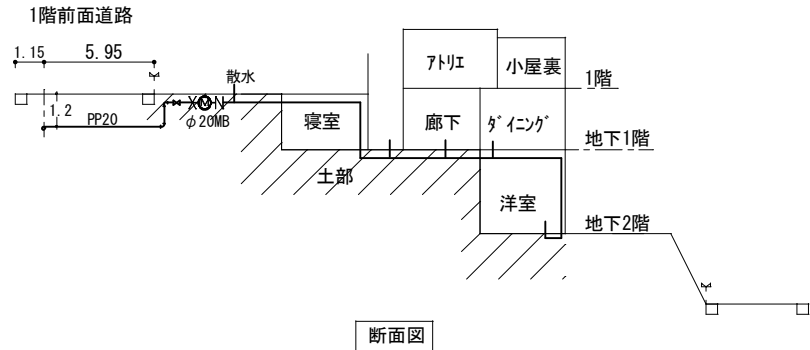 1階前面道路
1.15 5.95
散水
アトリエ
小屋裏
1階
1.2
PP20
M
φ20MB
寝室
廊下
ダイニング
地下1階
土部
洋室
地下2階
断面図